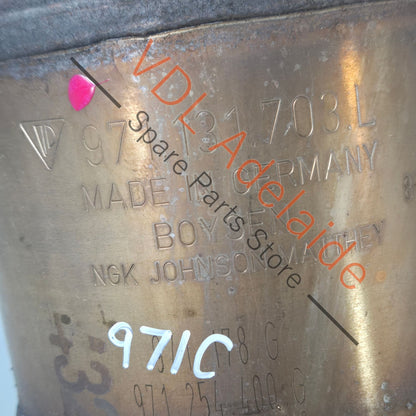 971.131.703.L
MADE IN GERMANY
BOYSEN
NGK JOHNSON MATTHEY
971C
178 G
971.254.400.G
VDL Adelaide
Spare Parts Store